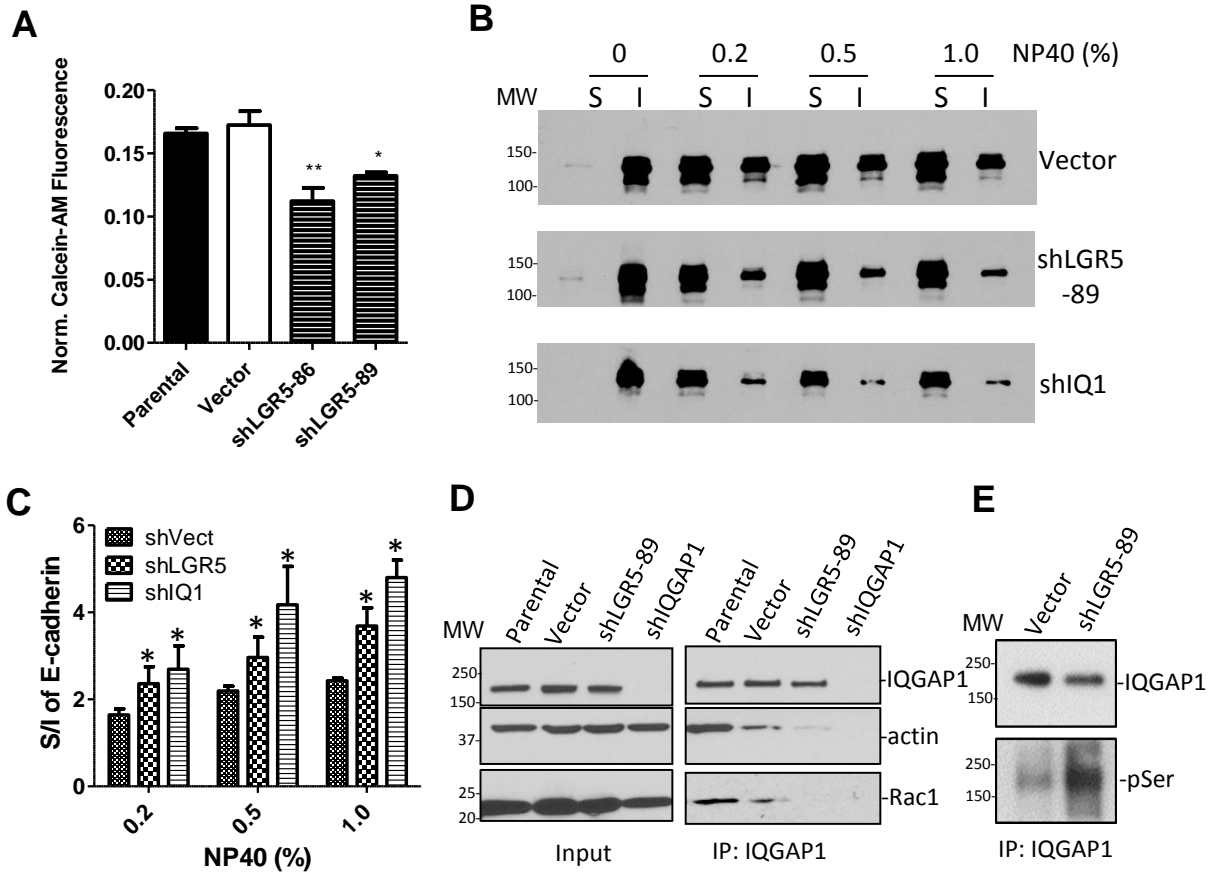 A
Norm. Calcein-AM Fluorescence
0.20
0.15
0.10
0.05
0.00
**
*
Parental
Vector
shLGR5-86
shLGR5-89
B
0 0.2 0.5 1.0 NP40 (%)
MW S I S I S I S I
150-
100-
Vector
150-
100-
shLGR5
-89
150-
100-
shIQ1
C
S/I of E-cadherin
6
4
2
0
shVect
shLGR5
shIQ1
* * * * * *
0.2 0.5 1.0
NP40 (%)
D
MW
Parental Vector shLGR5-89 shIQGAP1 Parental Vector shLGR5-89 shIQGAP1
250-
150-
-IQGAP1
37-
-actin
25-
20-
-Rac1
Input IP: IQGAP1
E
MW Vector shLGR5-89
250-
150-
-IQGAP1
250-
150-
-pSer
IP: IQGAP1